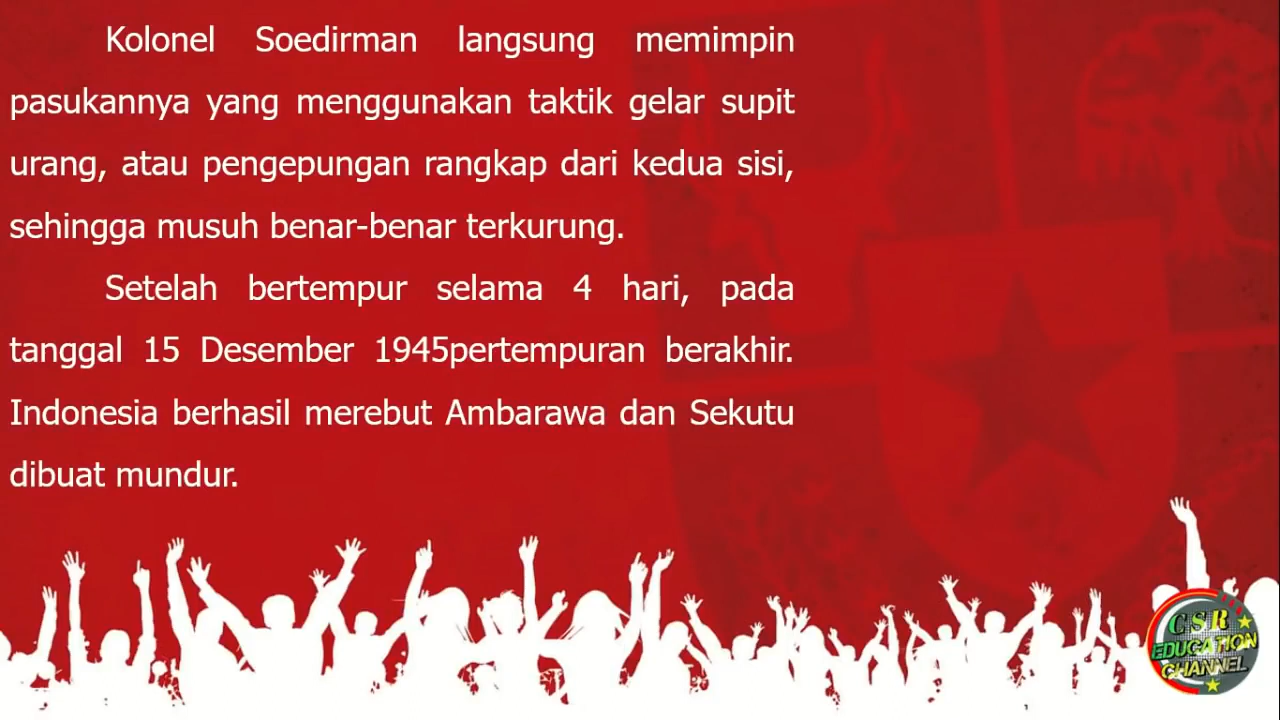 Kolonel Soedirman langsung memimpin
pasukannya yang menggunakan taktik gelar supit
urang, atau pengepungan rangkap dari kedua sisi,
sehingga musuh benar-benar terkurung.
Setelah bertempur selama 4 hari, pada
tanggal 15 Desember 1945pertempuran berakhir.
Indonesia berhasil merebut Ambarawa dan Sekutu
dibuat mundur.
CSR
EDUCATION
CHANNEL